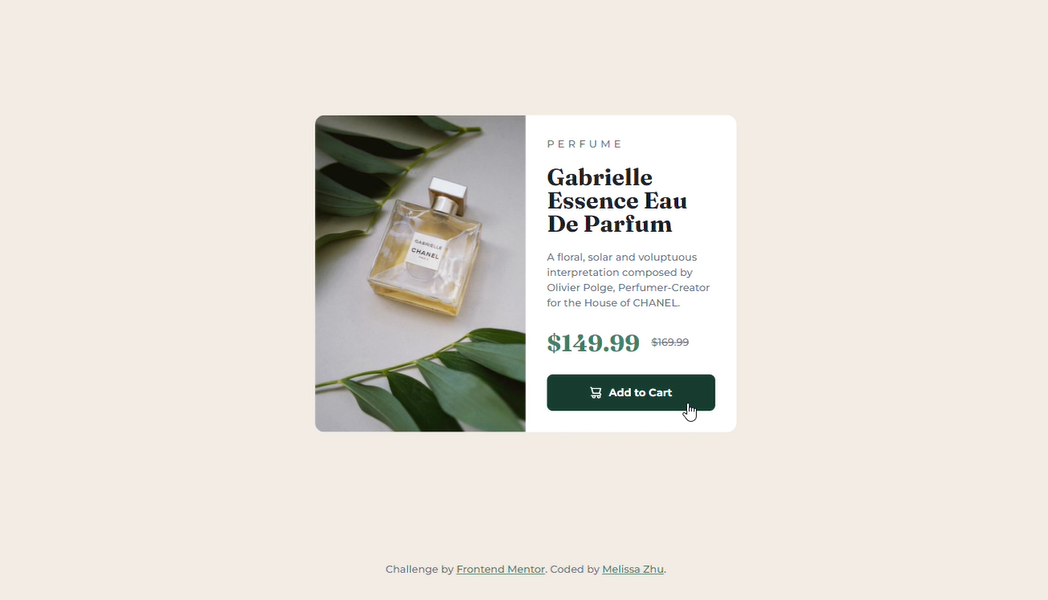 GABRIELLE
CHANEL
PARIS
PERFUME
Gabrielle
Essence Eau
De Parfum
A floral, solar and voluptuous
interpretation composed by
Olivier Polge, Perfumer-Creator
for the House of CHANEL.
$149.99 $169.99
Add to Cart
Challenge by Frontend Mentor. Coded by Melissa Zhu.